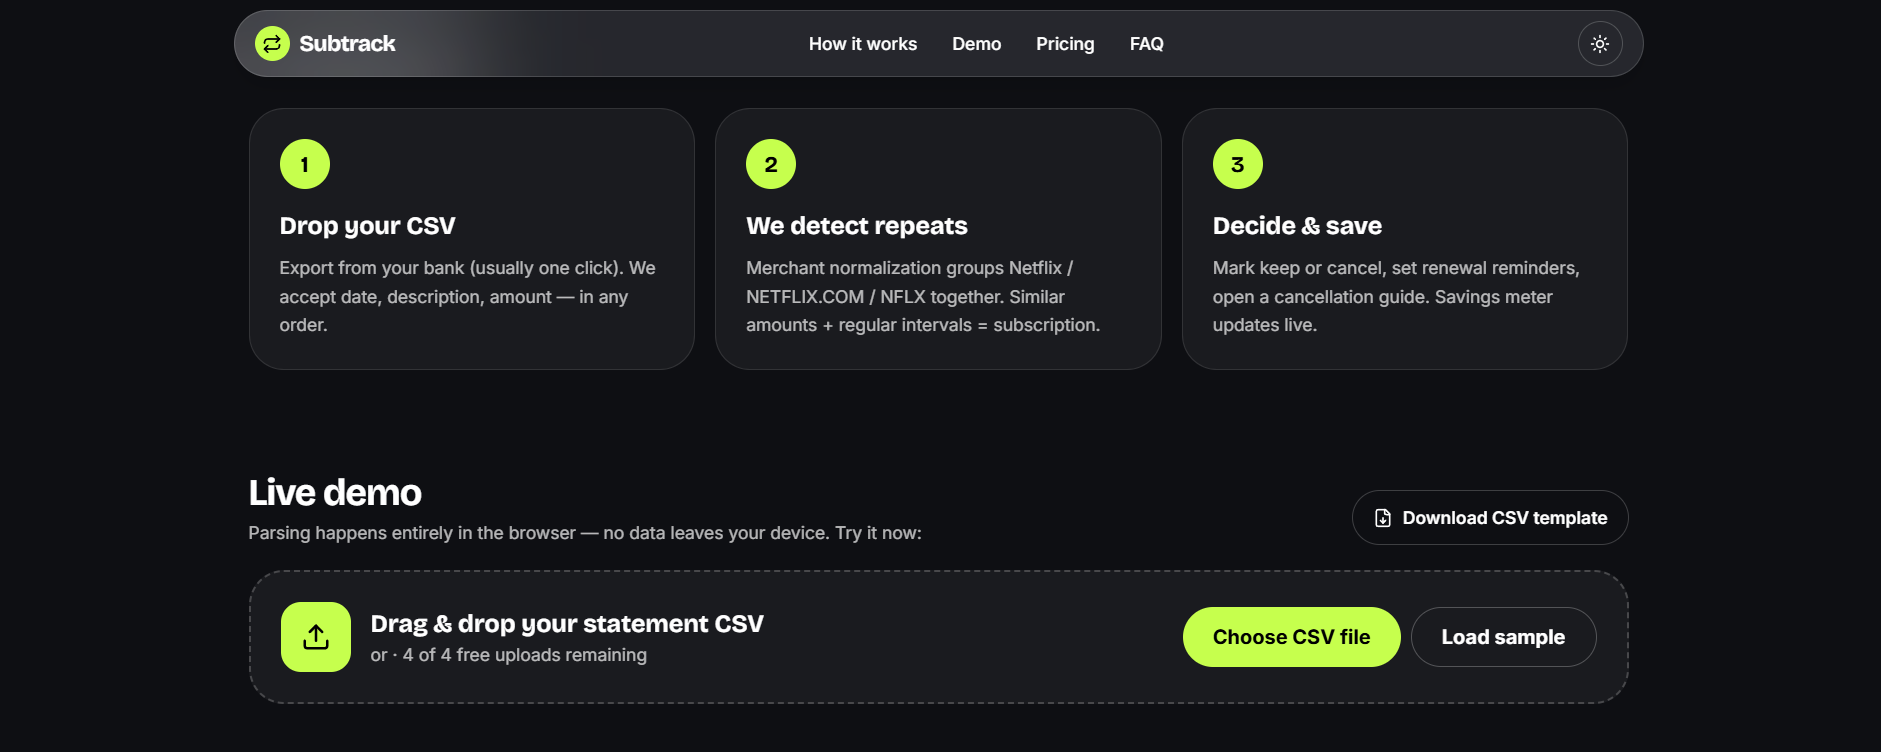 Subtrack
How it works
Demo
Pricing
FAQ
1
Drop your CSV
Export from your bank (usually one click). We
accept date, description, amount — in any
order.
2
We detect repeats
Merchant normalization groups Netflix /
NETFLIX.COM / NFLX together. Similar
amounts + regular intervals = subscription.
3
Decide & save
Mark keep or cancel, set renewal reminders,
open a cancellation guide. Savings meter
updates live.
Live demo
Parsing happens entirely in the browser — no data leaves your device. Try it now:
Download CSV template
Drag & drop your statement CSV
or · 4 of 4 free uploads remaining
Choose CSV file
Load sample